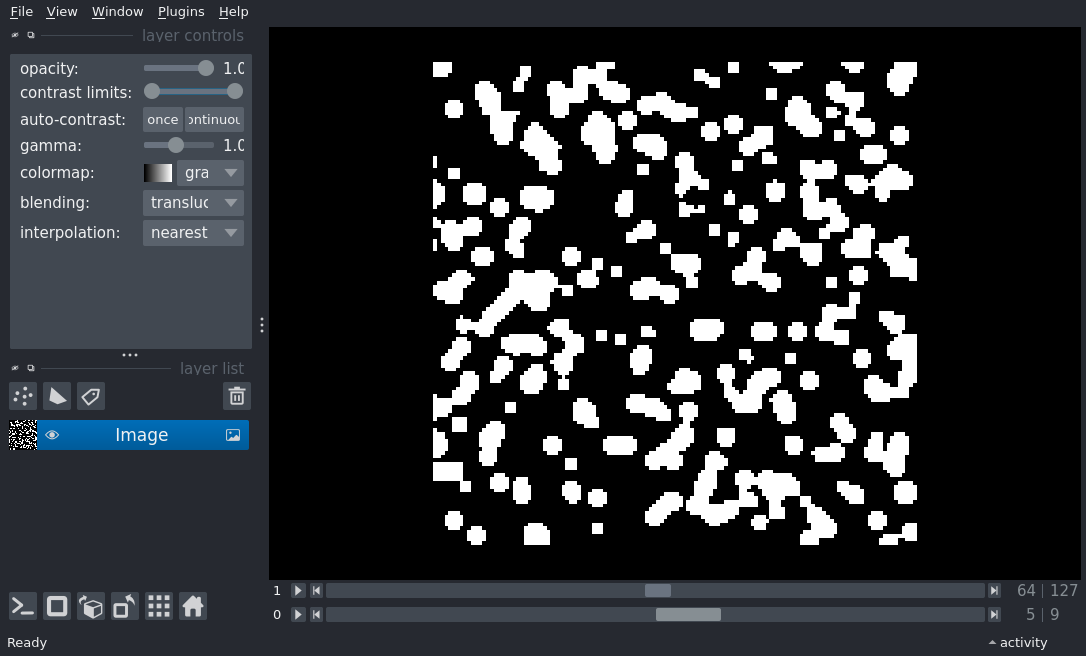 File View Window Plugins Help
layer controls
opacity: 1.0
contrast limits:
auto-contrast: once ontinuou
gamma: 1.0
colormap: gra
blending: transluc
interpolation: nearest
layer list
Image
1 64 127
0 5 9
Ready
activity